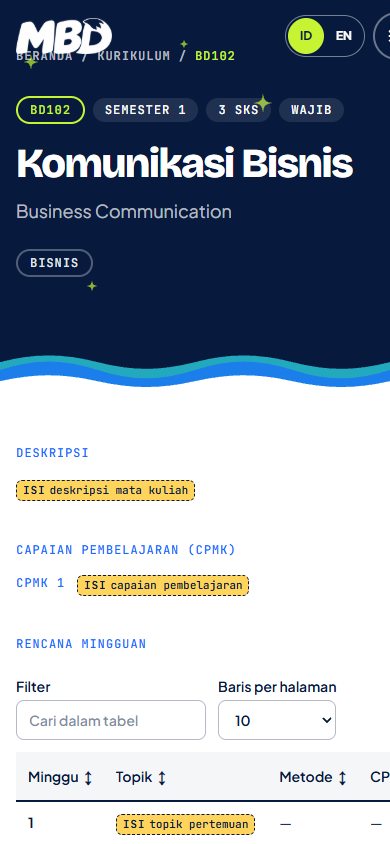 MBD
ID EN
BERANDA / KURIKULUM / BD102
BD102 SEMESTER 1 3 SKS WAJIB
Komunikasi Bisnis
Business Communication
BISNIS
DESKRIPSI
ISI deskripsi mata kuliah
CAPAIAN PEMBELAJARAN (CPMK)
CPMK 1 ISI capaian pembelajaran
RENCANA MINGGUAN
Filter Baris per halaman
Cari dalam tabel 10
Minggu ↕ Topik ↕ Metode ↕ CP
1 ISI topik pertemuan — —